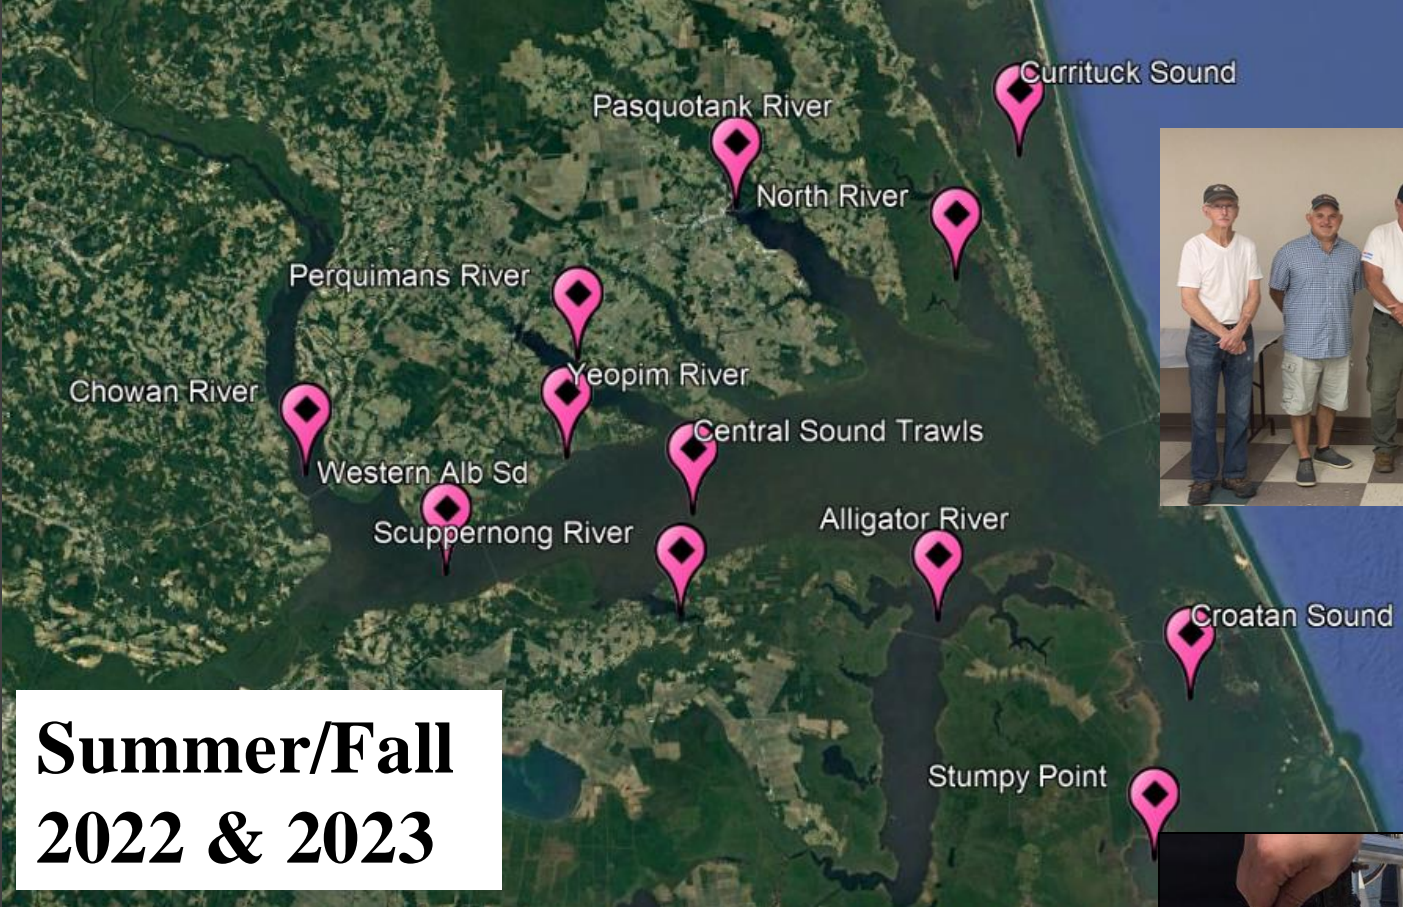 Currituck Sound
Pasquotank River
North River
Perquimans River
Yeopim River
Chowan River
Central Sound Trawls
Western Alb Sd
Scuppernong River
Alligator River
Croatan Sound
Stumpy Point
Summer/Fall
2022 & 2023